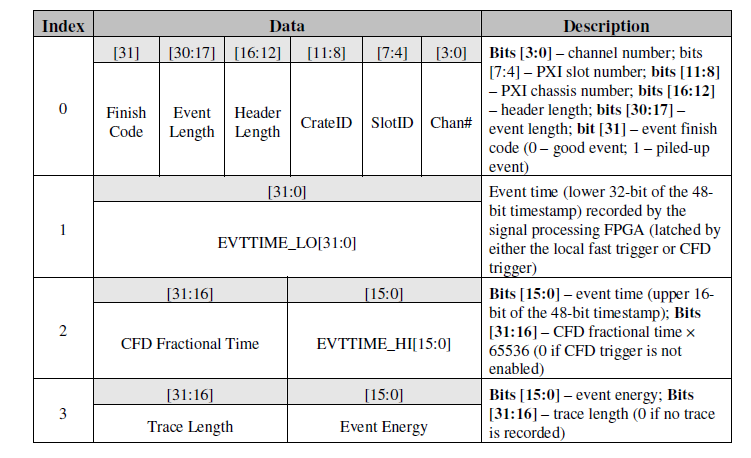 Index Data Description
0
[31] [30:17] [16:12] [11:8] [7:4] [3:0]
Finish Code
Event Length
Header Length
CrateID
SlotID
Chan#
Bits [3:0] – channel number; bits
[7:4] – PXI slot number; bits [11:8]
– PXI chassis number; bits [16:12]
– header length; bits [30:17] –
event length; bit [31] – event finish
code (0 – good event; 1 – piled-up
event)
1
[31:0]
EVTTIME_LO[31:0]
Event time (lower 32-bit of the 48-
bit timestamp) recorded by the
signal processing FPGA (latched by
either the local fast trigger or CFD
trigger)
2
[31:16] [15:0]
CFD Fractional Time EVTTIME_HI[15:0]
Bits [15:0] – event time (upper 16-
bit of the 48-bit timestamp); Bits
[31:16] – CFD fractional time ×
65536 (0 if CFD trigger is not
enabled)
3
[31:16] [15:0]
Trace Length Event Energy
Bits [15:0] – event energy; Bits
[31:16] – trace length (0 if no trace
is recorded)